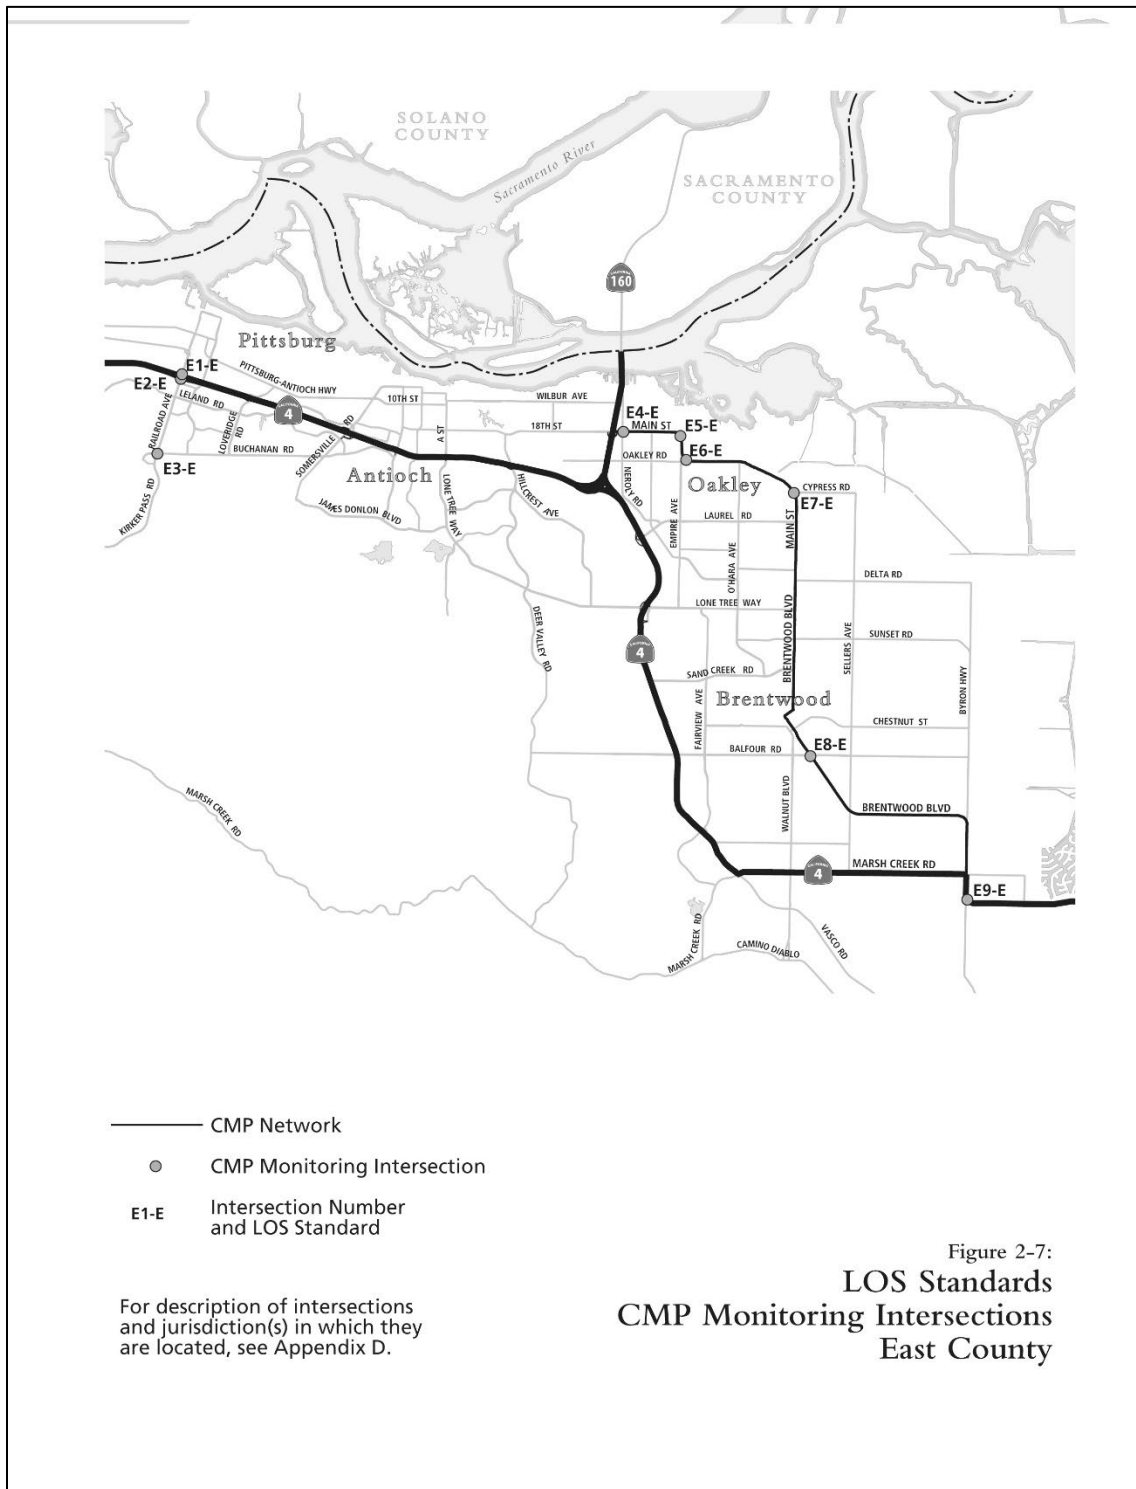 SOLANO
COUNTY
Sacramento River
SACRAMENTO
COUNTY
CALIFORNIA
160
Pittsburg
E1-E
E2-E
PITTSBURG-ANTIOCH HWY
LELAND RD
10TH ST
WILBUR AVE
4
E4-E
MAIN ST
E5-E
RAILROAD AVE
LOVERIDGE
RD
SOMERSVILLE RD
A ST
18TH ST
BUCHANAN RD
E3-E
OAKLEY RD
E6-E
Antioch
NEROLY RD
Oakley
CYPRESS RD
E7-E
KIRKER PASS RD
JAMES DONLON BLVD
LONE TREE WAY
HILLCREST AVE
EMPIRE AVE
LAUREL RD
MAIN ST
O'HARA AVE
DELTA RD
LONE TREE WAY
DEER VALLEY RD
BRENTWOOD BLVD
SELLERS AVE
SUNSET RD
CALIFORNIA
4
SAND CREEK RD
BYRON HWY
Brentwood
FAIRVIEW AVE
CHESTNUT ST
BALFOUR RD
E8-E
MARSH CREEK RD
WALNUT BLVD
BRENTWOOD BLVD
CALIFORNIA
4
MARSH CREEK RD
E9-E
MARSH CREEK RD
CAMINO DIABLO
VASCO RD
CMP Network
CMP Monitoring Intersection
E1-E
Intersection Number
and LOS Standard
For description of intersections
and jurisdiction(s) in which they
are located, see Appendix D.
Figure 2-7:
LOS Standards
CMP Monitoring Intersections
East County